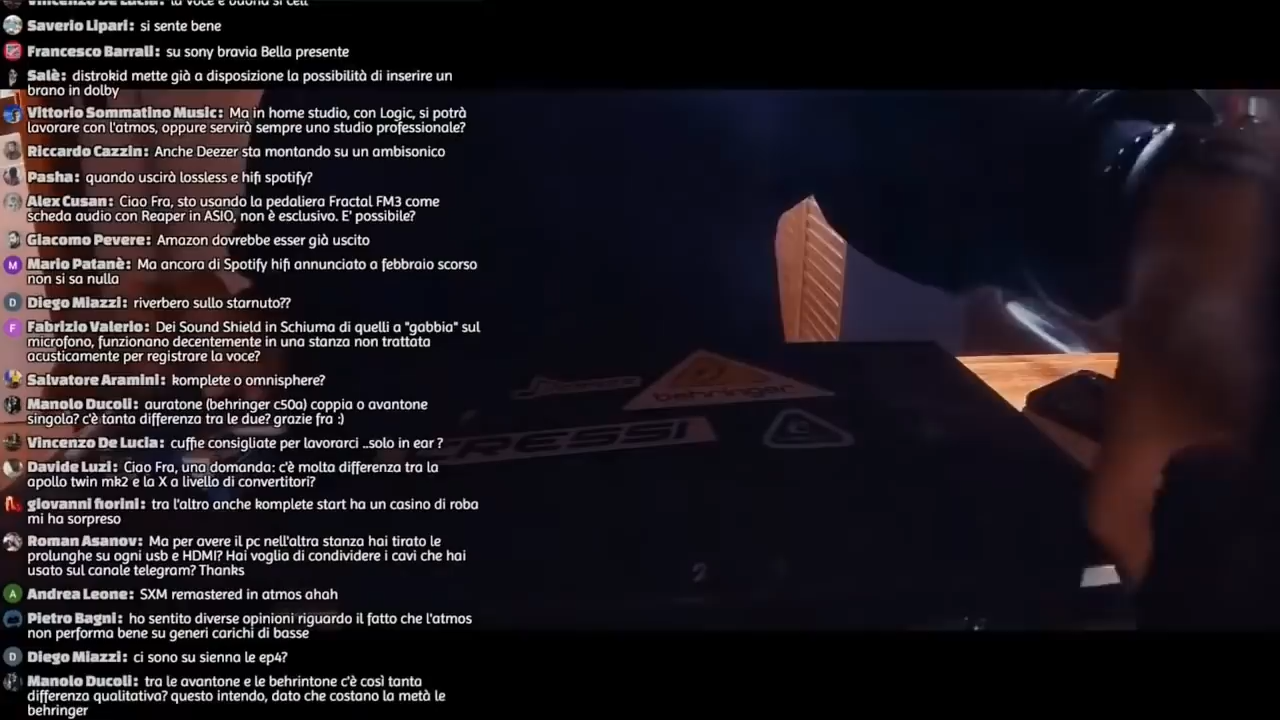 Vincenzo De Lucia: la voce è buona si cell
Saverio Lipari: si sente bene
Francesco Barrali: su sony bravia Bella presente
Salè: distrokid mette già a disposizione la possibilità di inserire un
brano in dolby
Vittorio Sommatino Music: Ma in home studio, con Logic, si potrà
lavorare con l'atmos, oppure servirà sempre uno studio professionale?
Riccardo Cazzin: Anche Deezer sta montando su un ambisonico
Pasha: quando uscirà lossless e hifi spotify?
Alex Cusan: Ciao Fra, sto usando la pedaliera Fractal FM3 come
scheda audio con Reaper in ASIO, non è esclusivo. E' possibile?
Giacomo Pevere: Amazon dovrebbe esser già uscito
M
Mario Patanè: Ma ancora di Spotify hifi annunciato a febbraio scorso
non si sa nulla
D
Diego Miazzi: riverbero sullo starnuto??
F
Fabrizio Valerio: Dei Sound Shield in Schiuma di quelli a "gabbia" sul
microfono, funzionano decentemente in una stanza non trattata
acusticamente per registrare la voce?
Salvatore Aramini: komplete o omnisphere?
Manolo Ducoli: auratone (behringer c50a) coppia o avantone
singola? c'è tanta differenza tra le due? grazie fra :)
Vincenzo De Lucia: cuffie consigliate per lavorarci ..solo in ear ?
Davide Luzi: Ciao Fra, una domanda: c'è molta differenza tra la
apollo twin mk2 e la X a livello di convertitori?
giovanni fiorini: tra l'altro anche komplete start ha un casino di roba
mi ha sorpreso
Roman Asanov: Ma per avere il pc nell'altra stanza hai tirato le
prolunghe su ogni usb e HDMI? Hai voglia di condividere i cavi che hai
usato sul canale telegram? Thanks
A
Andrea Leone: SXM remastered in atmos ahah
Pietro Bagni: ho sentito diverse opinioni riguardo il fatto che l'atmos
non performa bene su generi carichi di basse
D
Diego Miazzi: ci sono su sienna le ep4?
Manolo Ducoli: tra le avantone e le behrintone c'è così tanta
differenza qualitativa? questo intendo, dato che costano la metà le
behringer
behringer
RESSI
2